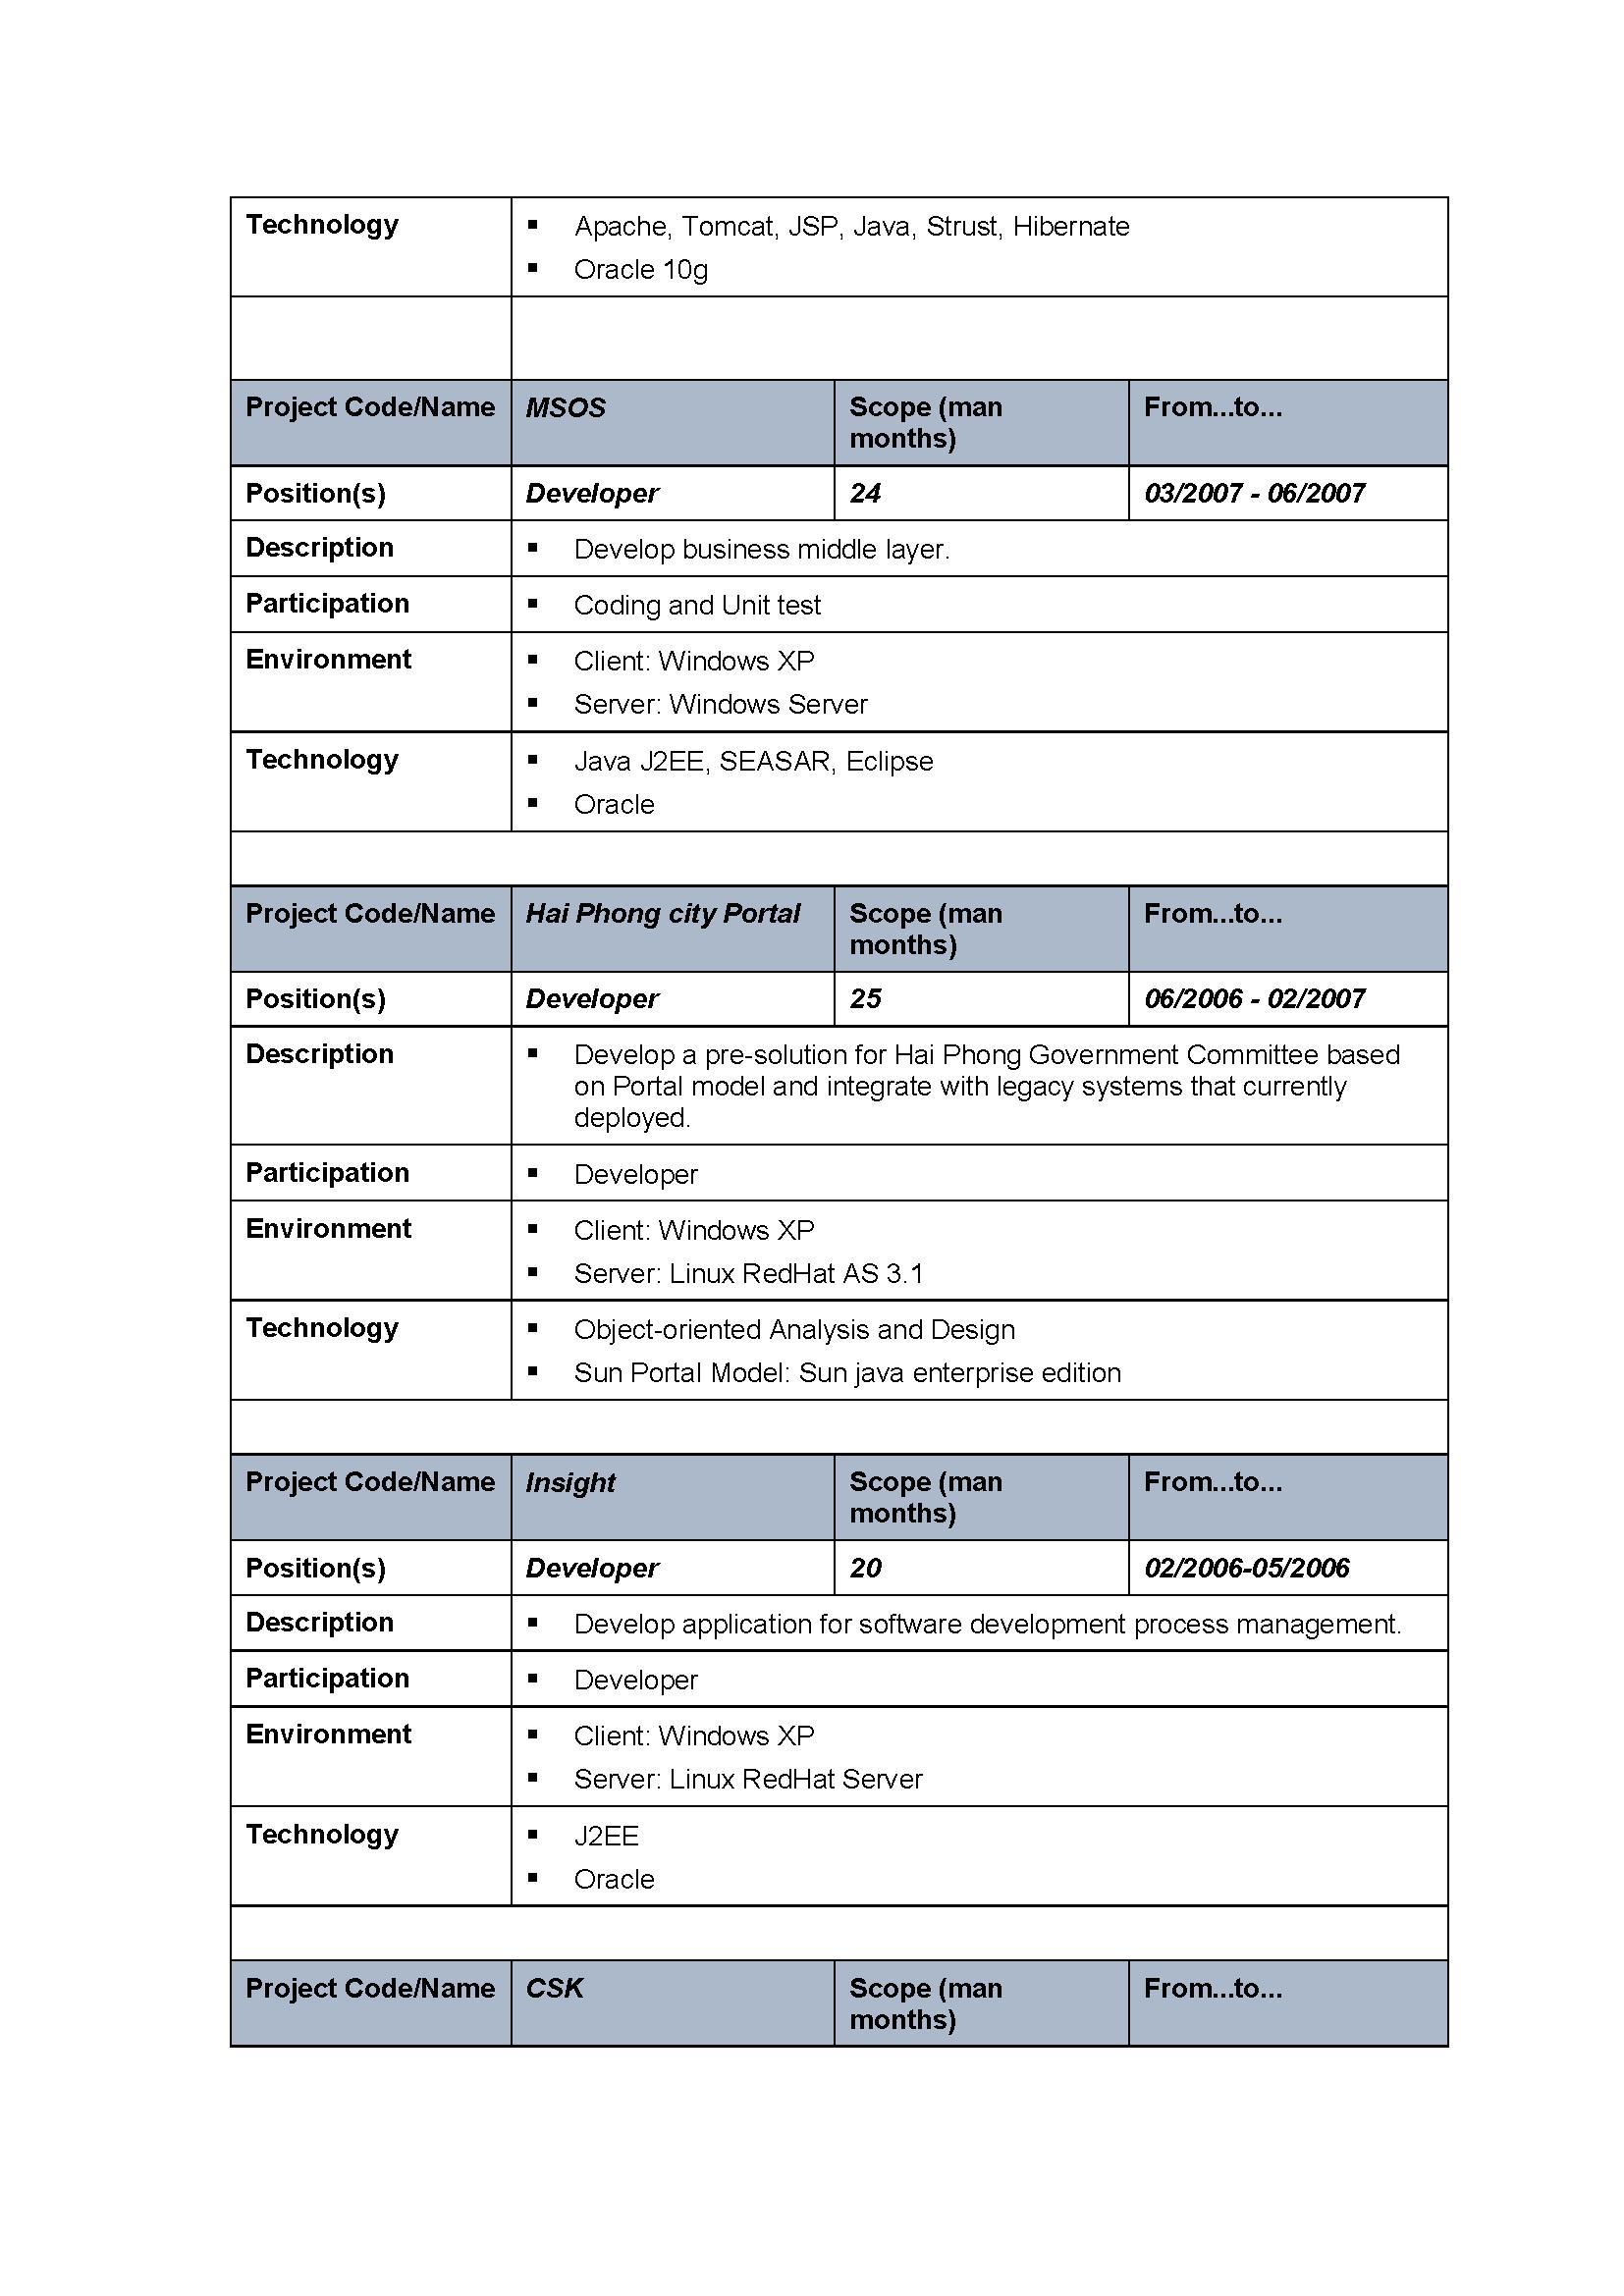 Technology
▪ Apache, Tomcat, JSP, Java, Strust, Hibernate
▪ Oracle 10g
Project Code/Name MSOS Scope (man months) From...to...
Position(s) Developer 24 03/2007 - 06/2007
Description ▪ Develop business middle layer.
Participation ▪ Coding and Unit test
Environment ▪ Client: Windows XP
▪ Server: Windows Server
Technology ▪ Java J2EE, SEASAR, Eclipse
▪ Oracle
Project Code/Name Hai Phong city Portal Scope (man months) From...to...
Position(s) Developer 25 06/2006 - 02/2007
Description ▪ Develop a pre-solution for Hai Phong Government Committee based
on Portal model and integrate with legacy systems that currently
deployed.
Participation ▪ Developer
Environment ▪ Client: Windows XP
▪ Server: Linux RedHat AS 3.1
Technology ▪ Object-oriented Analysis and Design
▪ Sun Portal Model: Sun java enterprise edition
Project Code/Name Insight Scope (man months) From...to...
Position(s) Developer 20 02/2006-05/2006
Description ▪ Develop application for software development process management.
Participation ▪ Developer
Environment ▪ Client: Windows XP
▪ Server: Linux RedHat Server
Technology ▪ J2EE
▪ Oracle
Project Code/Name CSK Scope (man months) From...to...